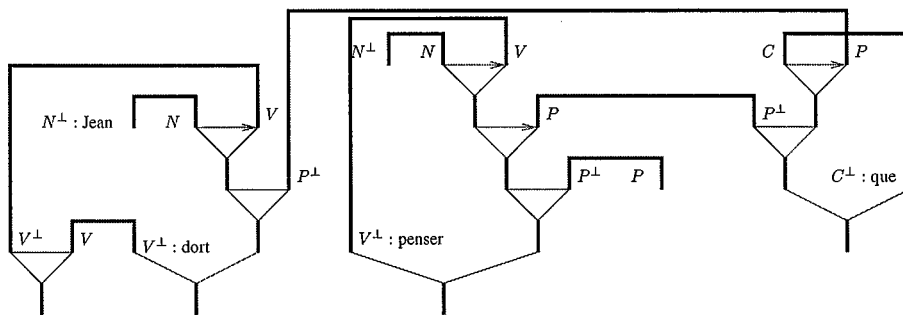 N⊥ N V C P
N⊥ : Jean N V P P⊥
P⊥ P⊥ P C⊥ : que
V⊥ V V⊥ : dort V⊥ : penser